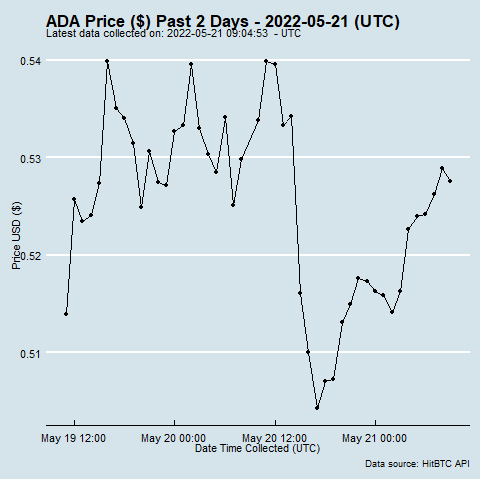 ADA Price ($) Past 2 Days - 2022-05-21 (UTC)
Latest data collected on: 2022-05-21 09:04:53  - UTC
0.54
0.53
0.52
0.51
Price USD ($)
May 19 12:00
May 20 00:00
May 20 12:00
May 21 00:00
Date Time Collected (UTC)
Data source: HitBTC API